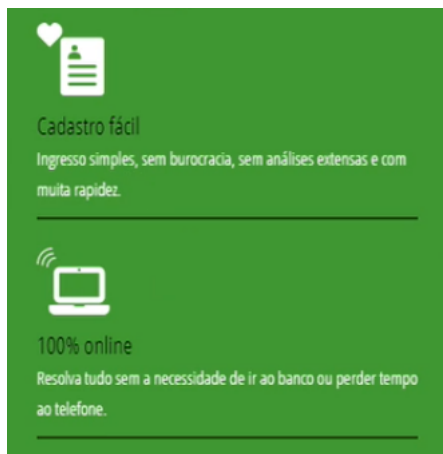 Cadastro fácil
Ingresso simples, sem burocracia, sem análises extensas e com
muita rapidez.
100% online
Resolva tudo sem a necessidade de ir ao banco ou perder tempo
ao telefone.